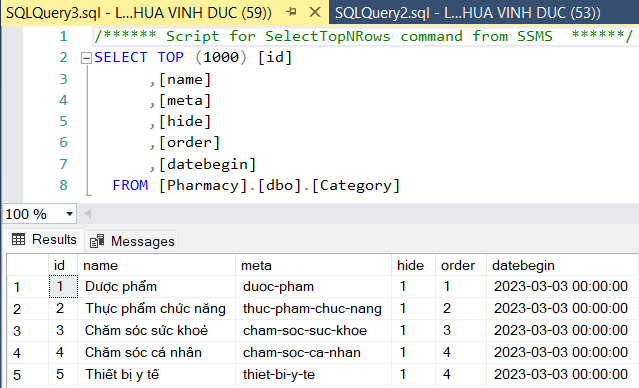 SQLQuery3.sql - L...HUA VINH DUC (59)) SQLQuery2.sql - L...HUA VINH DUC (53))
1 /****** Script for SelectTopNRows command from SSMS ******/
2 SELECT TOP (1000) [id]
3 ,[name]
4 ,[meta]
5 ,[hide]
6 ,[order]
7 ,[datebegin]
8 FROM [Pharmacy].[dbo].[Category]
100 %
Results Messages
id name meta hide order datebegin
1 1 Dược phẩm duoc-pham 1 1 2023-03-03 00:00:00
2 2 Thực phẩm chức năng thuc-pham-chuc-nang 1 2 2023-03-03 00:00:00
3 3 Chăm sóc sức khoẻ cham-soc-suc-khoe 1 3 2023-03-03 00:00:00
4 4 Chăm sóc cá nhân cham-soc-ca-nhan 1 4 2023-03-03 00:00:00
5 5 Thiết bị y tế thiet-bi-y-te 1 4 2023-03-03 00:00:00